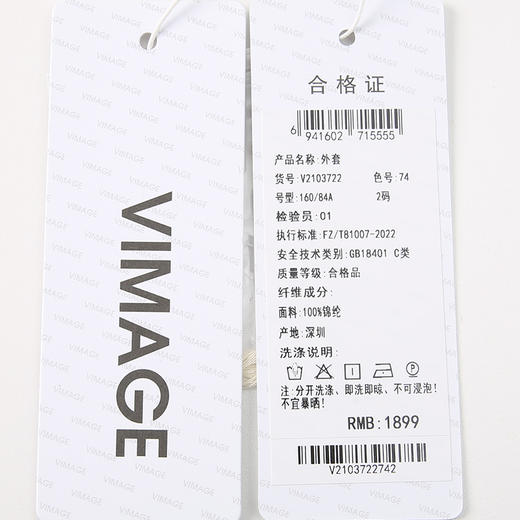 VIMAGE
合格证
6 941602 715555
产品名称:外套
货号:V2103722 色号:74
号型:160/84A 2码
检验员:01
执行标准:FZ/T81007-2022
安全技术类别:GB18401 C类
质量等级:合格品
纤维成分:
面料:100%锦纶
产地:深圳
洗涤说明:
P
注:分开洗涤、即洗即晾、不可浸泡!
不宜暴晒!
RMB:1899
V2103722742